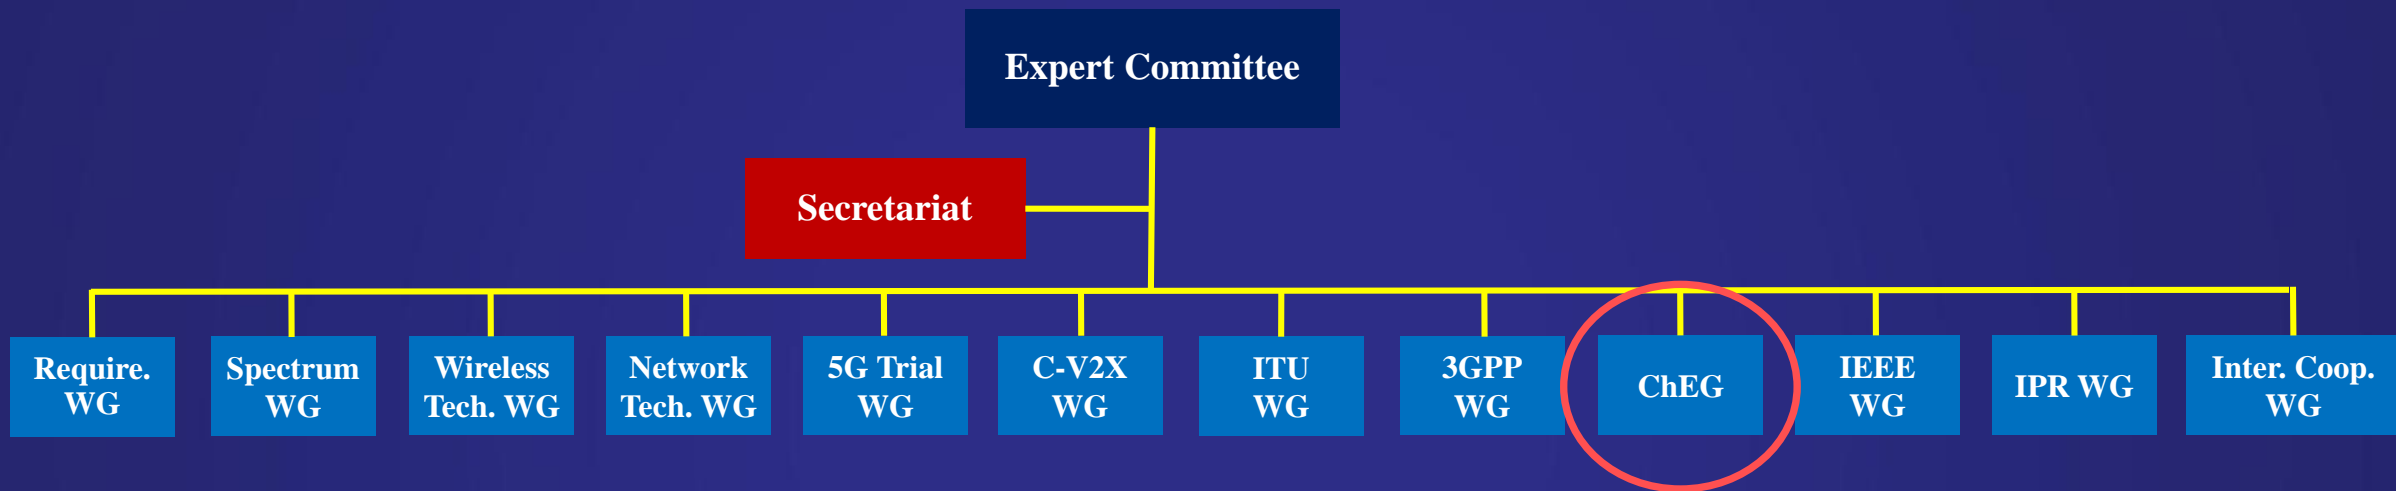 Expert Committee
Secretariat
Require.
WG
Spectrum
WG
Wireless
Tech. WG
Network
Tech. WG
5G Trial
WG
C-V2X
WG
ITU
WG
3GPP
WG
ChEG
IEEE
WG
IPR WG
Inter. Coop.
WG